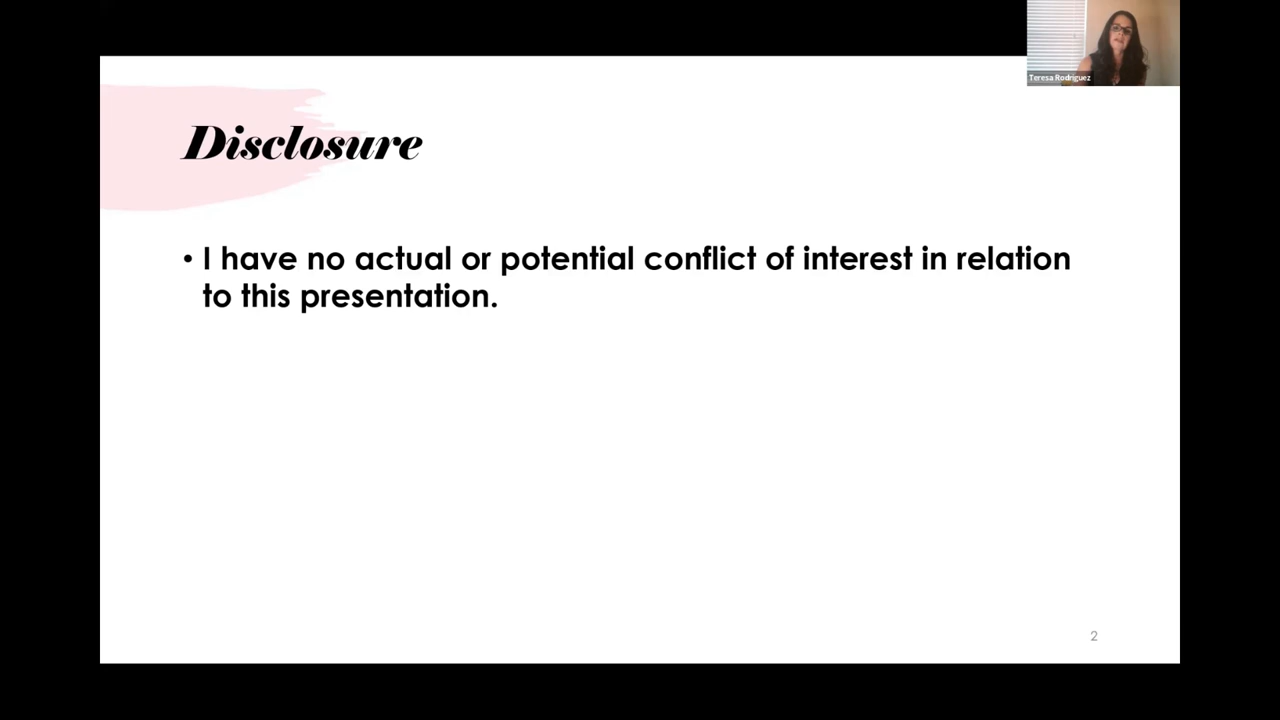 Teresa Rodriguez
Disclosure
• I have no actual or potential conflict of interest in relation
to this presentation.
2